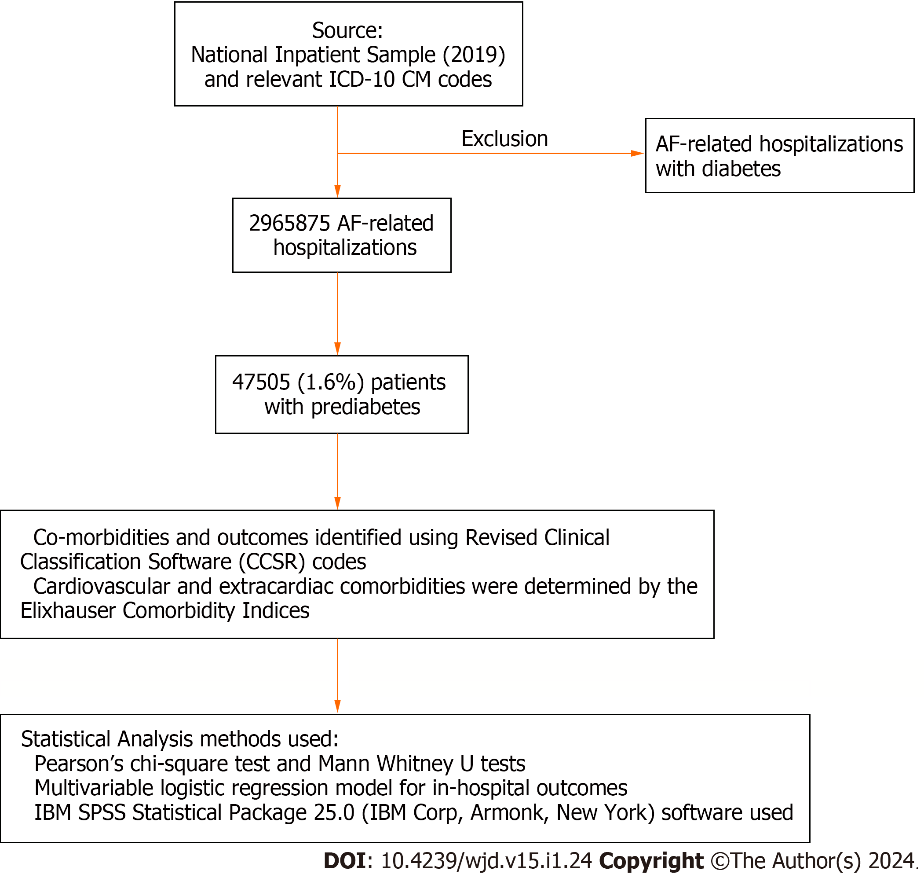 Source:
National Inpatient Sample (2019)
and relevant ICD-10 CM codes
Exclusion
AF-related hospitalizations
with diabetes
2965875 AF-related
hospitalizations
47505 (1.6%) patients
with prediabetes
Co-morbidities and outcomes identified using Revised Clinical
Classification Software (CCSR) codes
Cardiovascular and extracardiac comorbidities were determined by the
Elixhauser Comorbidity Indices
Statistical Analysis methods used:
Pearson's chi-square test and Mann Whitney U tests
Multivariable logistic regression model for in-hospital outcomes
IBM SPSS Statistical Package 25.0 (IBM Corp, Armonk, New York) software used
DOI: 10.4239/wjd.v15.i1.24 Copyright ©The Author(s) 2024.